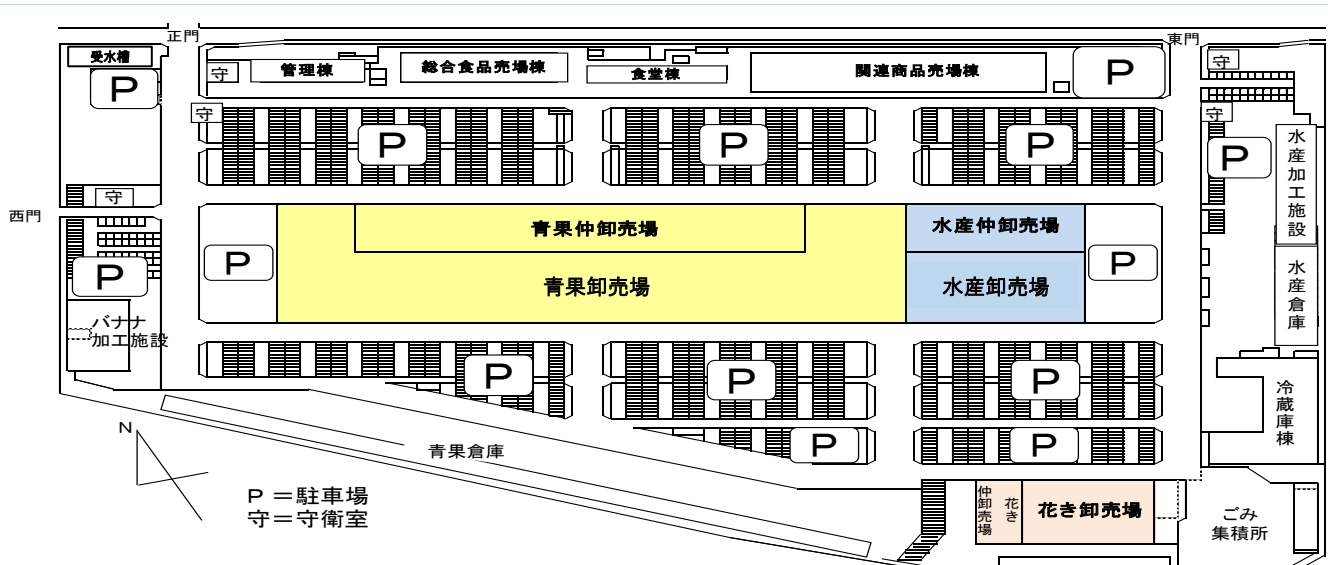 正門
東門
受水槽
P
守
管理棟
総合食品売場棟
食堂棟
関連商品売場棟
P
守
守
P
P
P
守
P
水産加工施設
西門
守
P
青果仲卸売場
水産仲卸売場
P
P
青果卸売場
水産卸売場
水産倉庫
バナナ
加工施設
P
P
P
冷蔵庫棟
N
青果倉庫
P
P
P =駐車場
守=守衛室
花き
仲卸売場
花き卸売場
ごみ
集積所